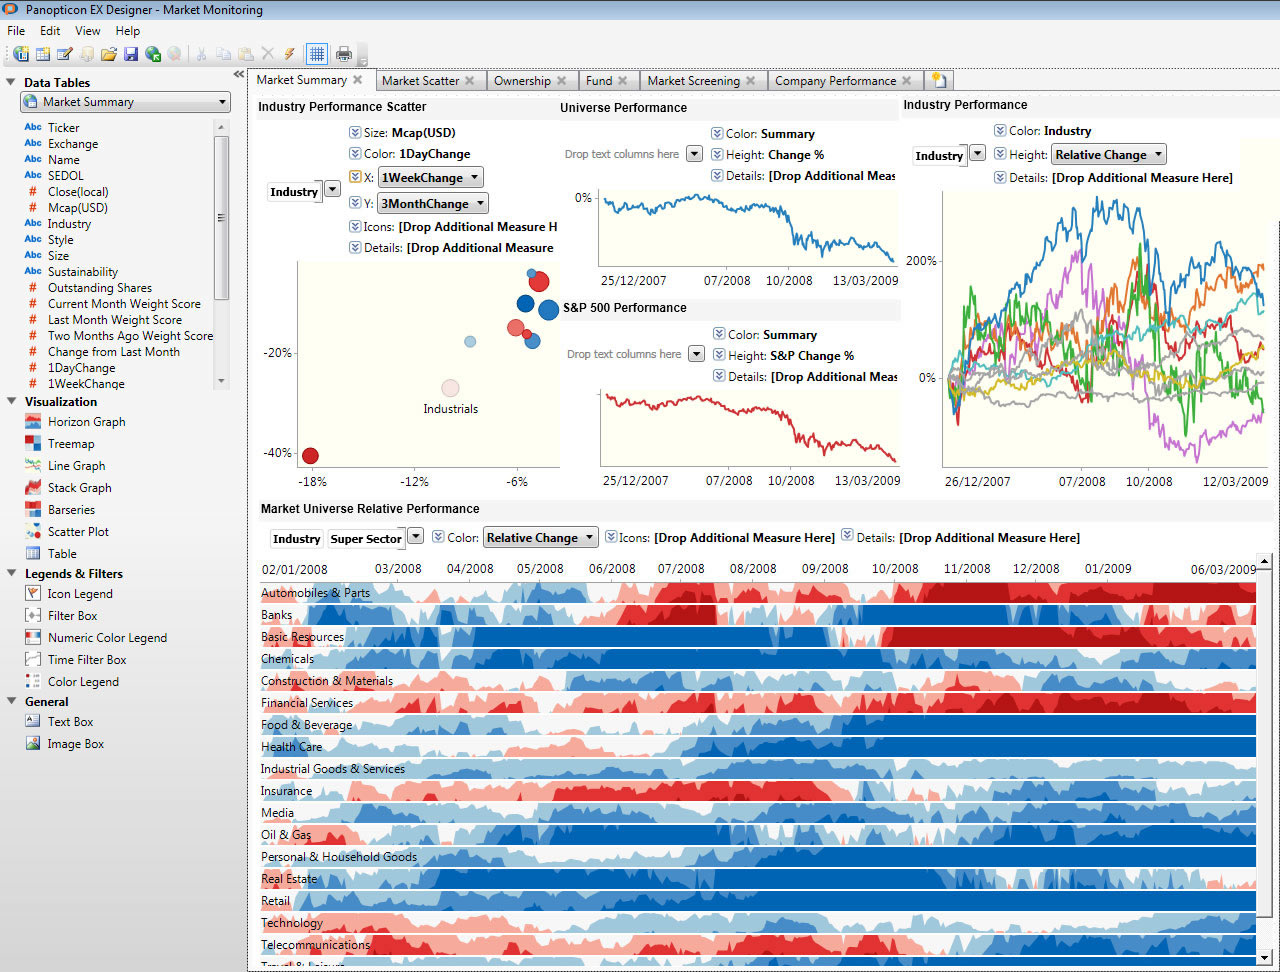 Panopticon EX Designer - Market Monitoring
File Edit View Help
Data Tables
Market Summary
Abc Ticker
Abc Exchange
Abc Name
Abc SEDOL
# Close(local)
# Mcap(USD)
Abc Industry
Abc Style
Abc Size
Abc Sustainability
# Outstanding Shares
# Current Month Weight Score
# Last Month Weight Score
# Two Months Ago Weight Score
# Change from Last Month
# 1DayChange
# 1WeekChange
Visualization
Horizon Graph
Treemap
Line Graph
Stack Graph
Barseries
Scatter Plot
Table
Legends & Filters
Icon Legend
Filter Box
Numeric Color Legend
Time Filter Box
Color Legend
General
Text Box
Image Box
Market Summary Market Scatter Ownership Fund Market Screening Company Performance
Industry Performance Scatter
Size: Mcap(USD)
Color: 1DayChange
Industry
X: 1WeekChange
Y: 3MonthChange
Icons: [Drop Additional Measure H
Details: [Drop Additional Measure
-20%
Industrials
-40%
-18% -12% -6%
Universe Performance
Color: Summary
Drop text columns here
Height: Change %
Details: [Drop Additional Meas
0%
25/12/2007 07/2008 10/2008 13/03/2009
S&P 500 Performance
Color: Summary
Drop text columns here
Height: S&P Change %
Details: [Drop Additional Meas
25/12/2007 07/2008 10/2008 13/03/2009
Industry Performance
Color: Industry
Industry
Height: Relative Change
Details: [Drop Additional Measure Here]
200%
0%
26/12/2007 07/2008 10/2008 12/03/2009
Market Universe Relative Performance
Industry Super Sector Color: Relative Change Icons: [Drop Additional Measure Here] Details: [Drop Additional Measure Here]
02/01/2008 03/2008 04/2008 05/2008 06/2008 07/2008 08/2008 09/2008 10/2008 11/2008 12/2008 01/2009 06/03/2009
Automobiles & Parts
Banks
Basic Resources
Chemicals
Construction & Materials
Financial Services
Food & Beverage
Health Care
Industrial Goods & Services
Insurance
Media
Oil & Gas
Personal & Household Goods
Real Estate
Retail
Technology
Telecommunications
Travel & Leisure